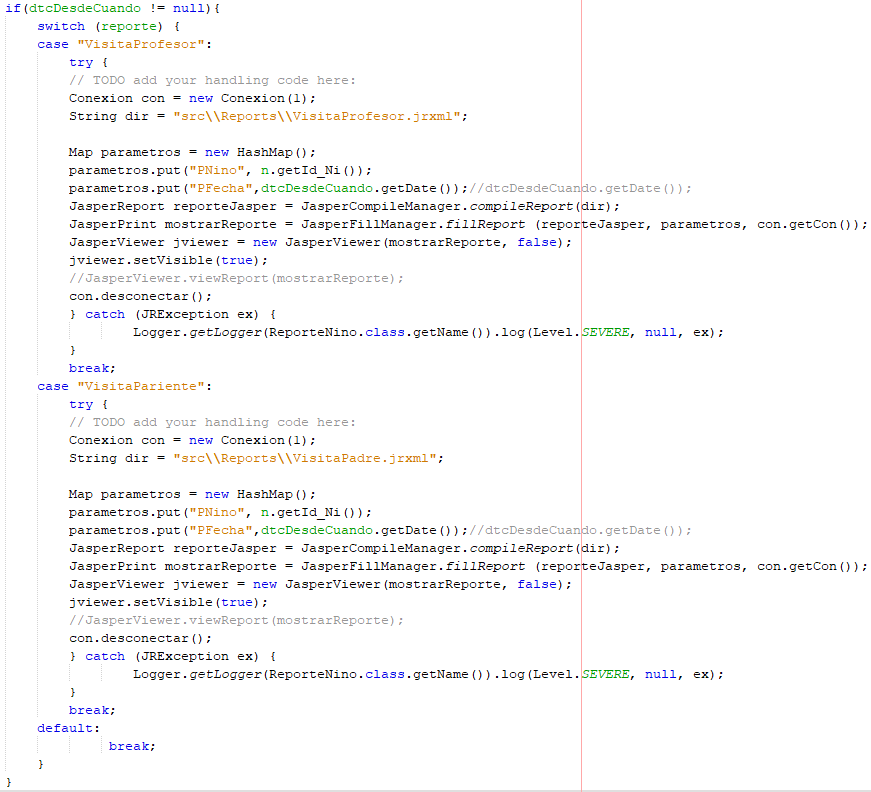 if(dtcDesdeCuando != null){
    switch (reporte) {
    case "VisitaProfesor":
        try {
        // TODO add your handling code here:
        Conexion con = new Conexion(1);
        String dir = "src\\Reports\\VisitaProfesor.jrxml";

        Map parametros = new HashMap();
        parametros.put("PNino", n.getId_Ni());
        parametros.put("PFecha",dtcDesdeCuando.getDate());//dtcDesdeCuando.getDate());
        JasperReport reporteJasper = JasperCompileManager.compileReport(dir);
        JasperPrint mostrarReporte = JasperFillManager.fillReport (reporteJasper, parametros, con.getCon());
        JasperViewer jviewer = new JasperViewer(mostrarReporte, false);
        jviewer.setVisible(true);
        //JasperViewer.viewReport(mostrarReporte);
        con.desconectar();
        } catch (JRException ex) {
                Logger.getLogger(ReporteNino.class.getName()).log(Level.SEVERE, null, ex);
        }
        break;
    case "VisitaPariente":
        try {
        // TODO add your handling code here:
        Conexion con = new Conexion(1);
        String dir = "src\\Reports\\VisitaPadre.jrxml";

        Map parametros = new HashMap();
        parametros.put("PNino", n.getId_Ni());
        parametros.put("PFecha",dtcDesdeCuando.getDate());//dtcDesdeCuando.getDate());
        JasperReport reporteJasper = JasperCompileManager.compileReport(dir);
        JasperPrint mostrarReporte = JasperFillManager.fillReport (reporteJasper, parametros, con.getCon());
        JasperViewer jviewer = new JasperViewer(mostrarReporte, false);
        jviewer.setVisible(true);
        //JasperViewer.viewReport(mostrarReporte);
        con.desconectar();
        } catch (JRException ex) {
                Logger.getLogger(ReporteNino.class.getName()).log(Level.SEVERE, null, ex);
        }
        break;
    default:
             break;
    }
}